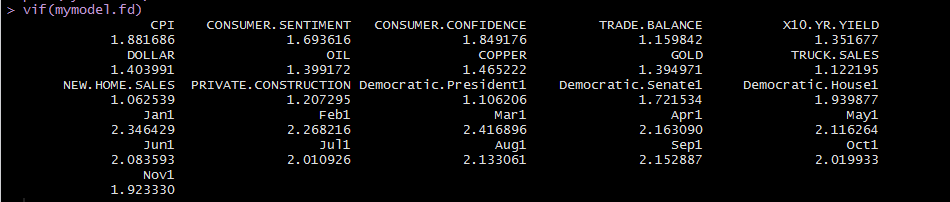 > vif(mymodel.fd)
CPI CONSUMER.SENTIMENT CONSUMER.CONFIDENCE TRADE.BALANCE X10.YR.YIELD
1.881686 1.693616 1.849176 1.159842 1.351677
DOLLAR OIL COPPER GOLD TRUCK.SALES
1.403991 1.399172 1.465222 1.394971 1.122195
NEW.HOME.SALES PRIVATE.CONSTRUCTION Democratic.President1 Democratic.Senate1 Democratic.House1
1.062539 1.207295 1.106206 1.721534 1.939877
Jan1 Feb1 Mar1 Apr1 May1
2.346429 2.268216 2.416896 2.163090 2.116264
Jun1 Jul1 Aug1 Sep1 Oct1
2.083593 2.010926 2.133061 2.152887 2.019933
Nov1
1.923330